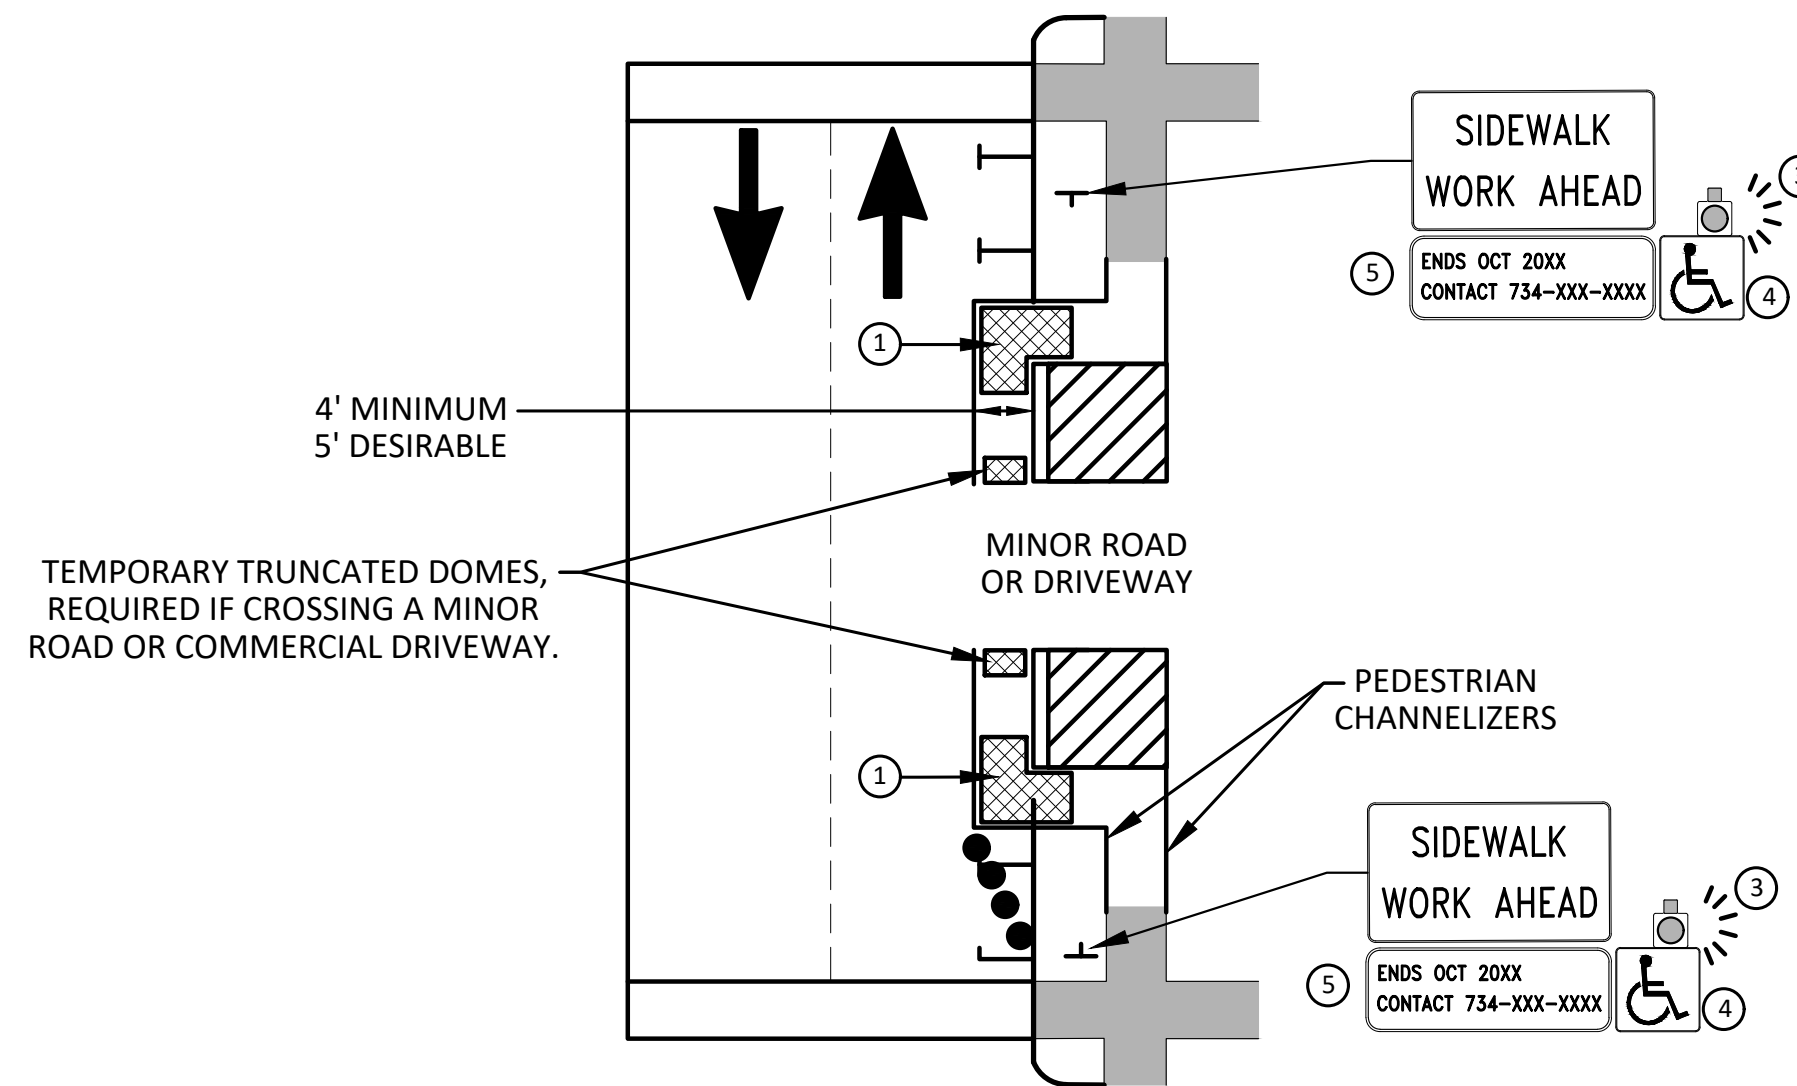 SIDEWALK
WORK AHEAD
3
5
ENDS OCT 20XX
CONTACT 734-XXX-XXXX
4
1
4' MINIMUM
5' DESIRABLE
MINOR ROAD
OR DRIVEWAY
TEMPORARY TRUNCATED DOMES,
REQUIRED IF CROSSING A MINOR
ROAD OR COMMERCIAL DRIVEWAY.
PEDESTRIAN
CHANNELIZERS
1
SIDEWALK
WORK AHEAD
3
5
ENDS OCT 20XX
CONTACT 734-XXX-XXXX
4